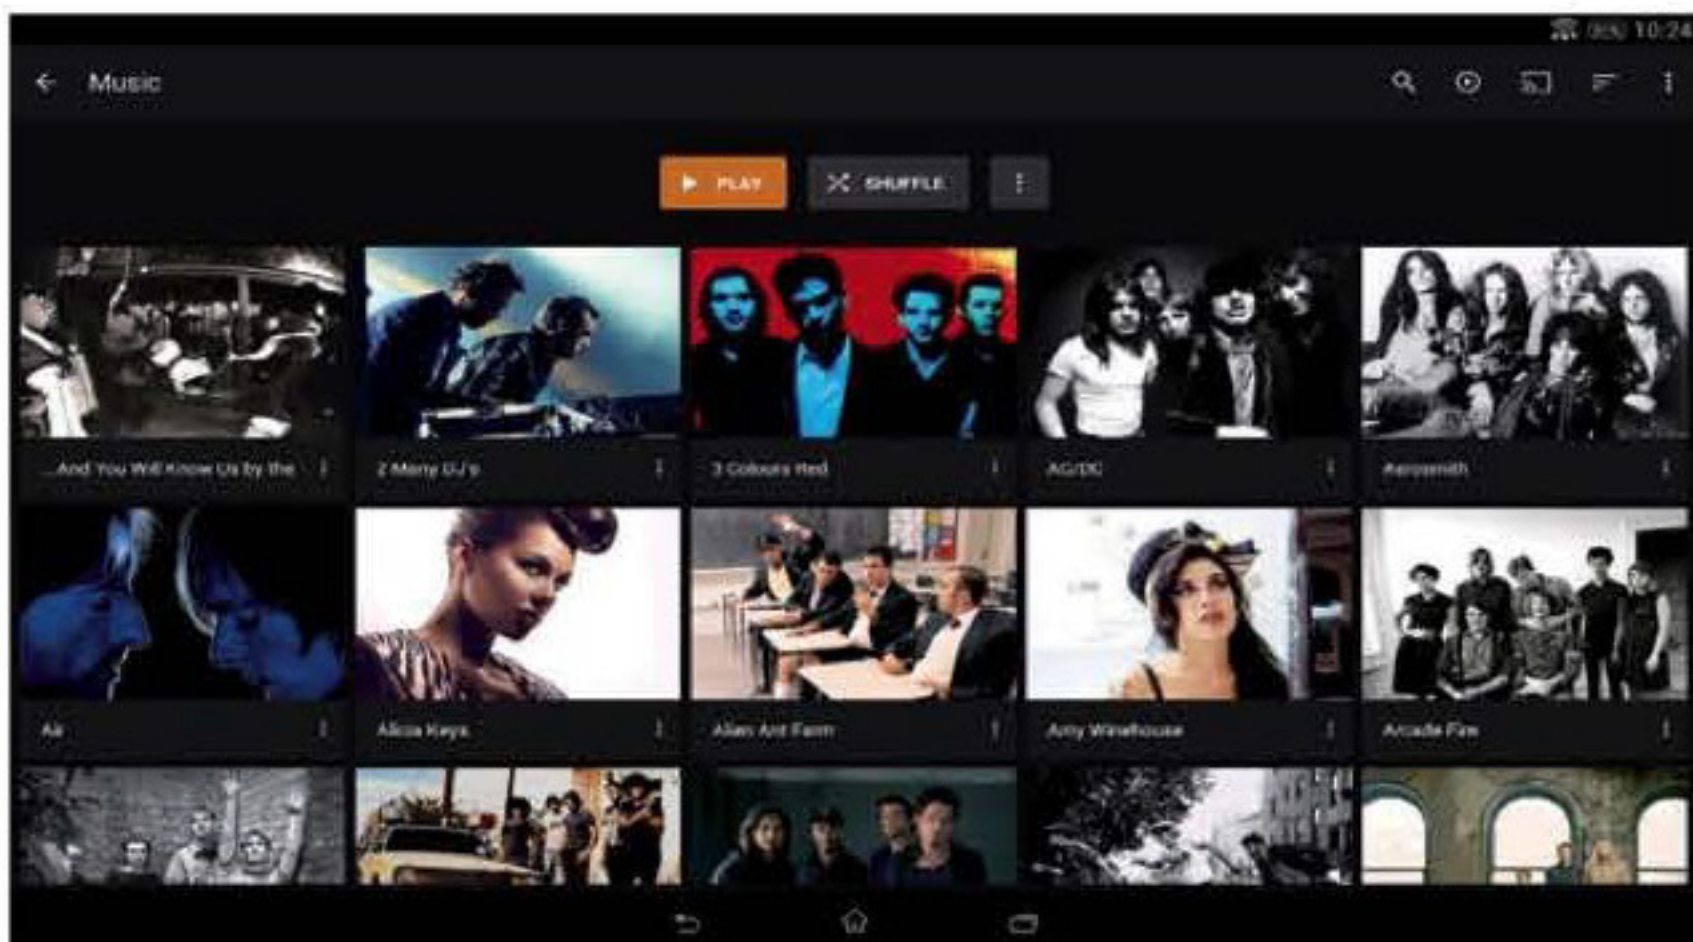 10:24
Music
PLAY
SHUFFLE
...And You Will Know Us by the
2 Many DJ's
3 Colours Red
AC/DC
Aerosmith
Air
Alicia Keys
Alien Ant Farm
Amy Winehouse
Arcade Fire